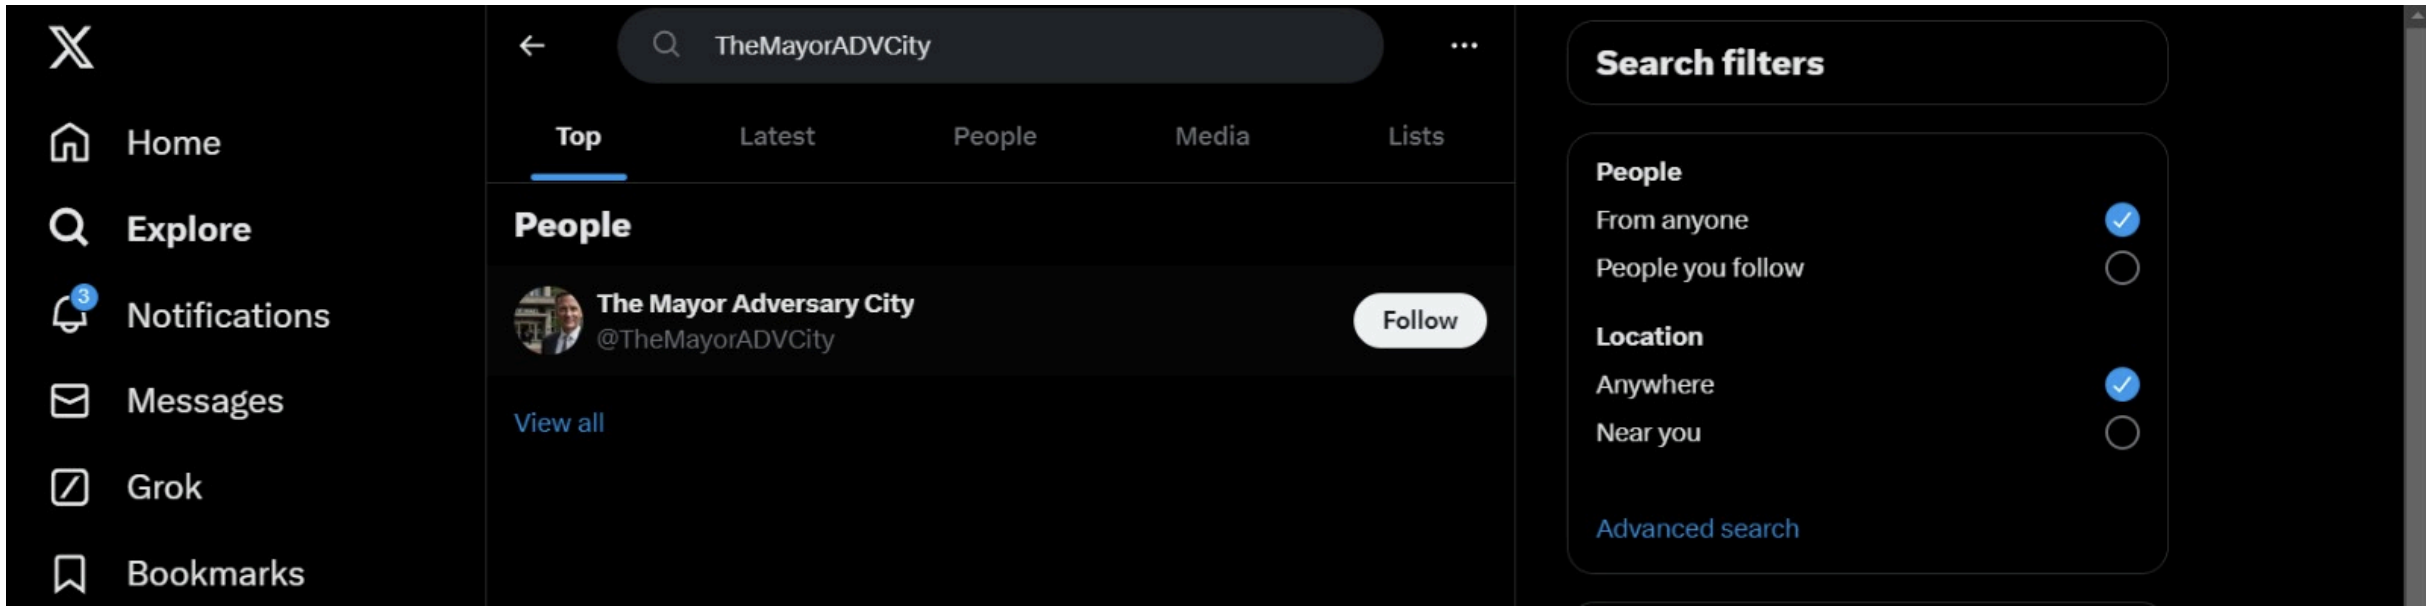 Home
Explore
3
Notifications
Messages
Grok
Bookmarks
TheMayorADVCity
Top Latest People Media Lists
People
The Mayor Adversary City
@TheMayorADVCity
Follow
View all
Search filters
People
From anyone
People you follow
Location
Anywhere
Near you
Advanced search